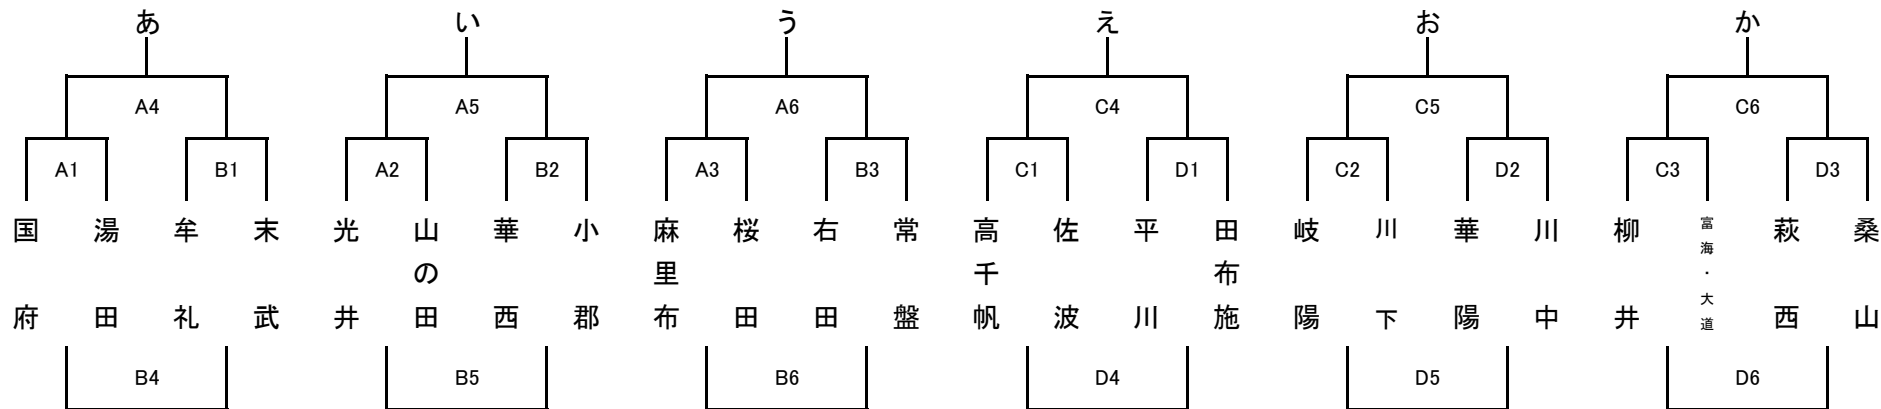 あ い う え お か
A4 A5 A6 C4 C5 C6
A1 B1 A2 B2 A3 B3 C1 D1 C2 D2 C3 D3
国府 湯田 牟礼 末武 光井 山の田 華西 小郡 麻里布 桜田 右田 常盤 高千帆 佐波 平川 田布施 岐陽 川下 華陽 川中 柳井 富海・大道 萩西 桑山
B4 B5 B6 D4 D5 D6